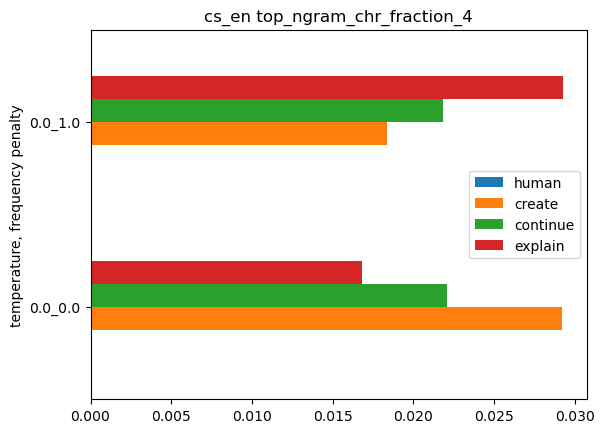 cs_en top_ngram_chr_fraction_4
temperature, frequency penalty
0.0_1.0
0.0_0.0
human
create
continue
explain
0.000 0.005 0.010 0.015 0.020 0.025 0.030